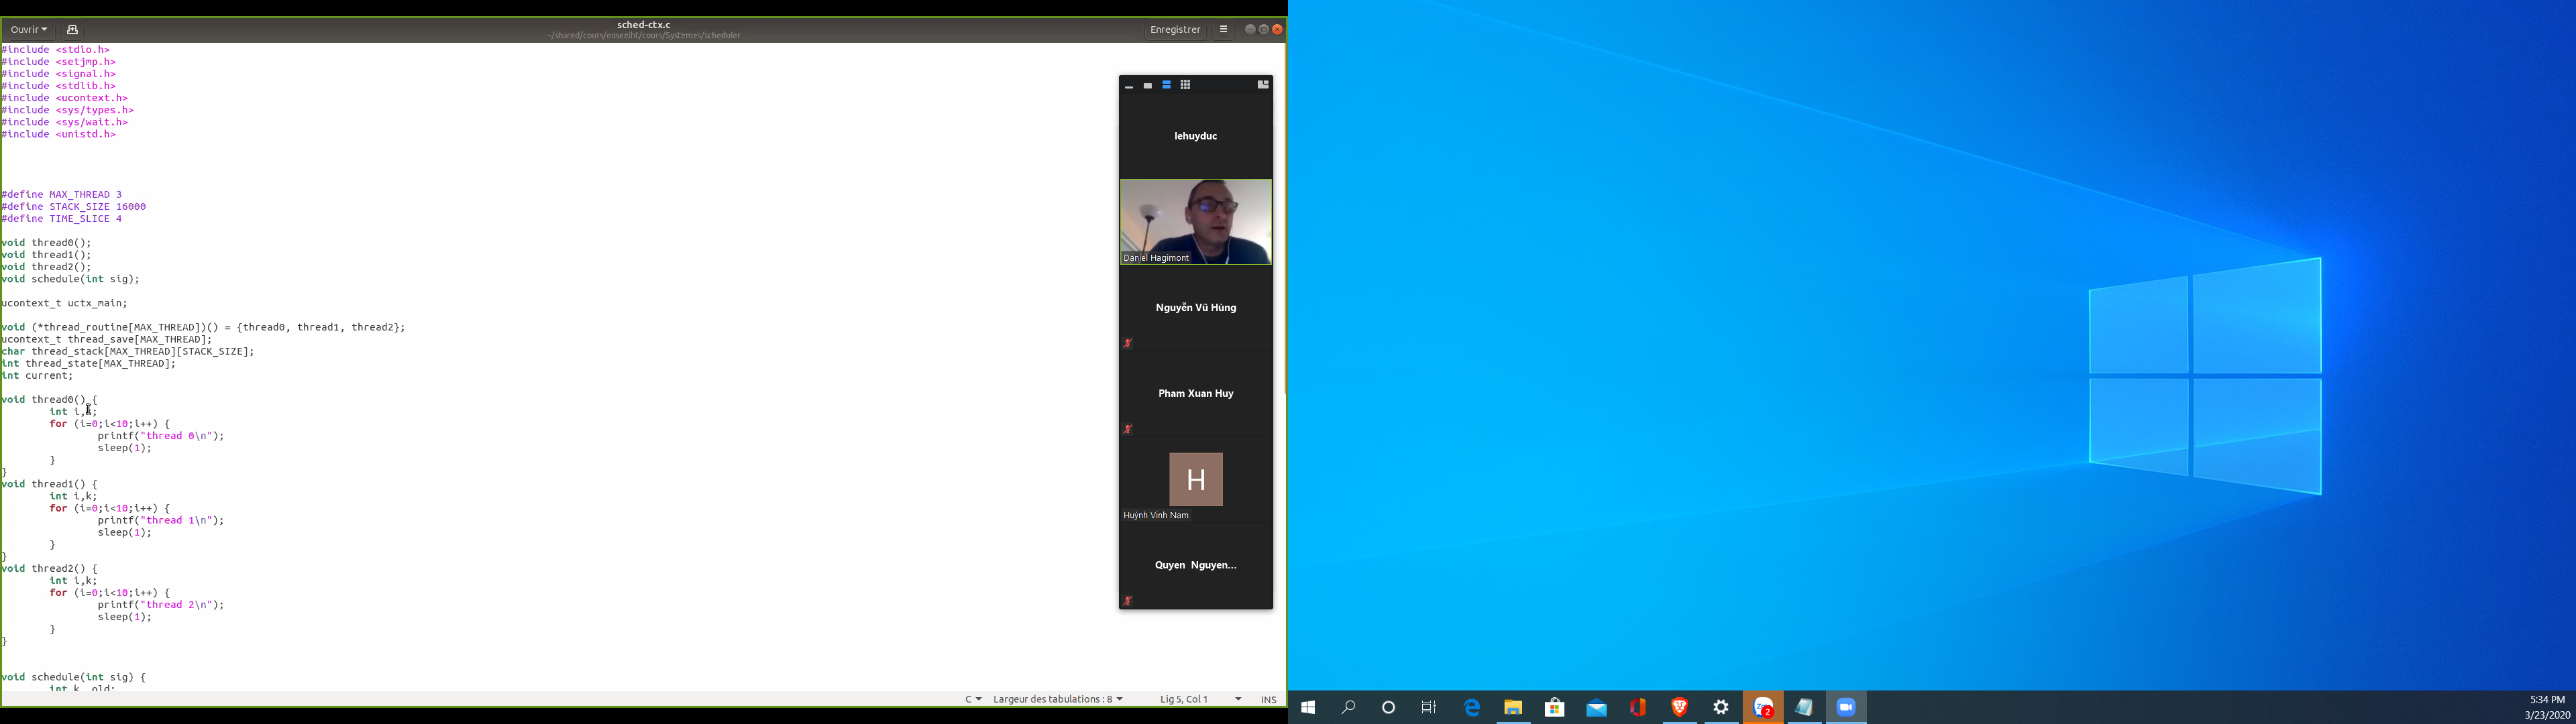 Ouvrir
sched-ctx.c
~/shared/cours/enseeiht/cours/Systemes/scheduler
Enregistrer
#include <stdio.h>
#include <setjmp.h>
#include <signal.h>
#include <stdlib.h>
#include <ucontext.h>
#include <sys/types.h>
#include <sys/wait.h>
#include <unistd.h>
#define MAX_THREAD 3
#define STACK_SIZE 16000
#define TIME_SLICE 4
void thread0();
void thread1();
void thread2();
void schedule(int sig);
ucontext_t uctx_main;
void (*thread_routine[MAX_THREAD])() = {thread0, thread1, thread2};
ucontext_t thread_save[MAX_THREAD];
char thread_stack[MAX_THREAD][STACK_SIZE];
int thread_state[MAX_THREAD];
int current;
void thread0() {
int i,k;
for (i=0;i<10;i++) {
printf("thread 0\n");
sleep(1);
}
}
void thread1() {
int i,k;
for (i=0;i<10;i++) {
printf("thread 1\n");
sleep(1);
}
}
void thread2() {
int i,k;
for (i=0;i<10;i++) {
printf("thread 2\n");
sleep(1);
}
}
void schedule(int sig) {
int k, old;
C
Largeur des tabulations : 8
Lig 5, Col 1
INS
lehuyduc
Daniel Hagimont
Nguyễn Vũ Hùng
Pham Xuan Huy
H
Huỳnh Vinh Nam
Quyen Nguyen...
2
5:34 PM
3/23/2020